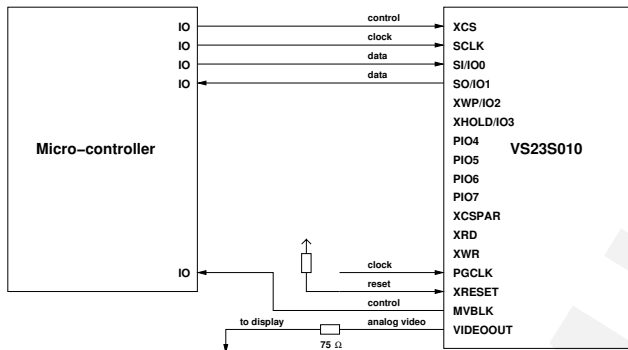 control
IO XCS
clock
IO SCLK
data
IO SI/IO0
data
IO SO/IO1
XWP/IO2
XHOLD/IO3
PIO4
Micro-controller VS23S010
PIO5
PIO6
PIO7
XCSPAR
XRD
XWR
clock
IO PGCLK
reset
XRESET
control
MVBLK
to display analog video
VIDEOOUT
75 Ω